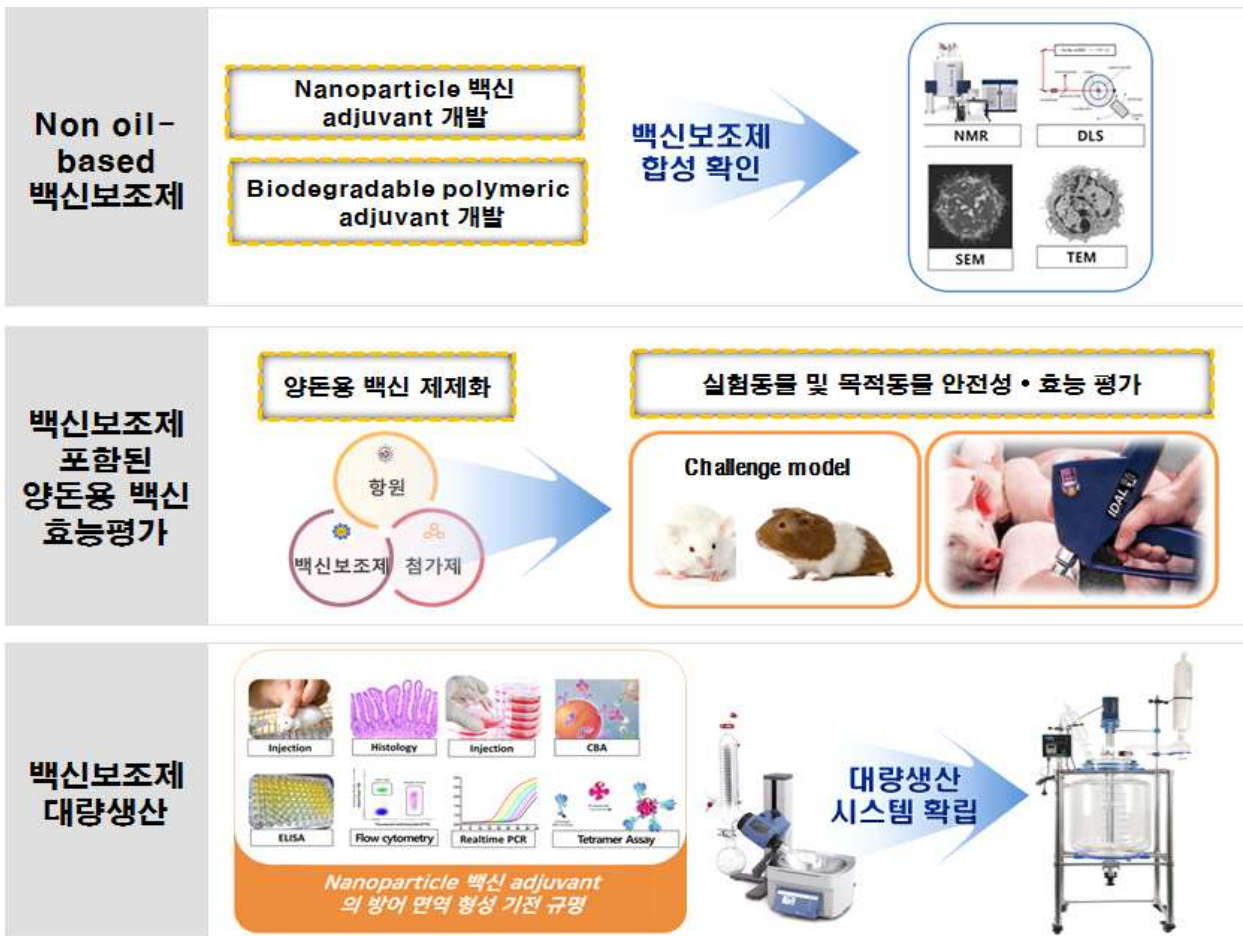 Non oil-
based
백신보조제
Nanoparticle 백신
adjuvant 개발
Biodegradable polymeric
adjuvant 개발
백신보조제
합성 확인
NMR
DLS
SEM
TEM
백신보조제
포함된
양돈용 백신
효능평가
양돈용 백신 제제화
항원
백신보조제
첨가제
실험동물 및 목적동물 안전성 • 효능 평가
Challenge model
IDAL
백신보조제
대량생산
Injection
Histology
Injection
CBA
ELISA
Flow cytometry
Realtime PCR
Tetramer Assay
Nanoparticle 백신 adjuvant
의 방어 면역 형성 기전 규명
대량생산
시스템 확립